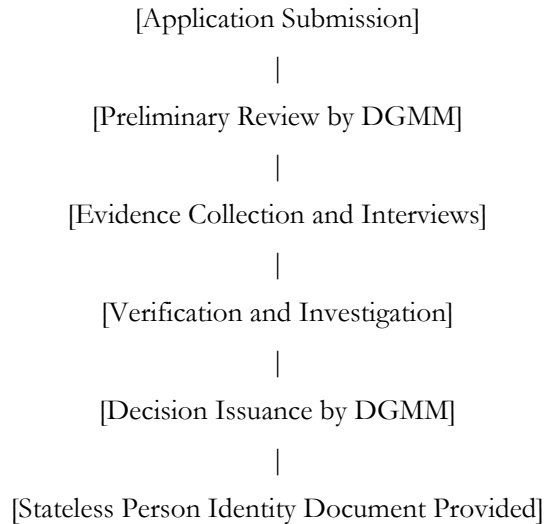 [Application Submission]
|
[Preliminary Review by DGMM]
|
[Evidence Collection and Interviews]
|
[Verification and Investigation]
|
[Decision Issuance by DGMM]
|
[Stateless Person Identity Document Provided]